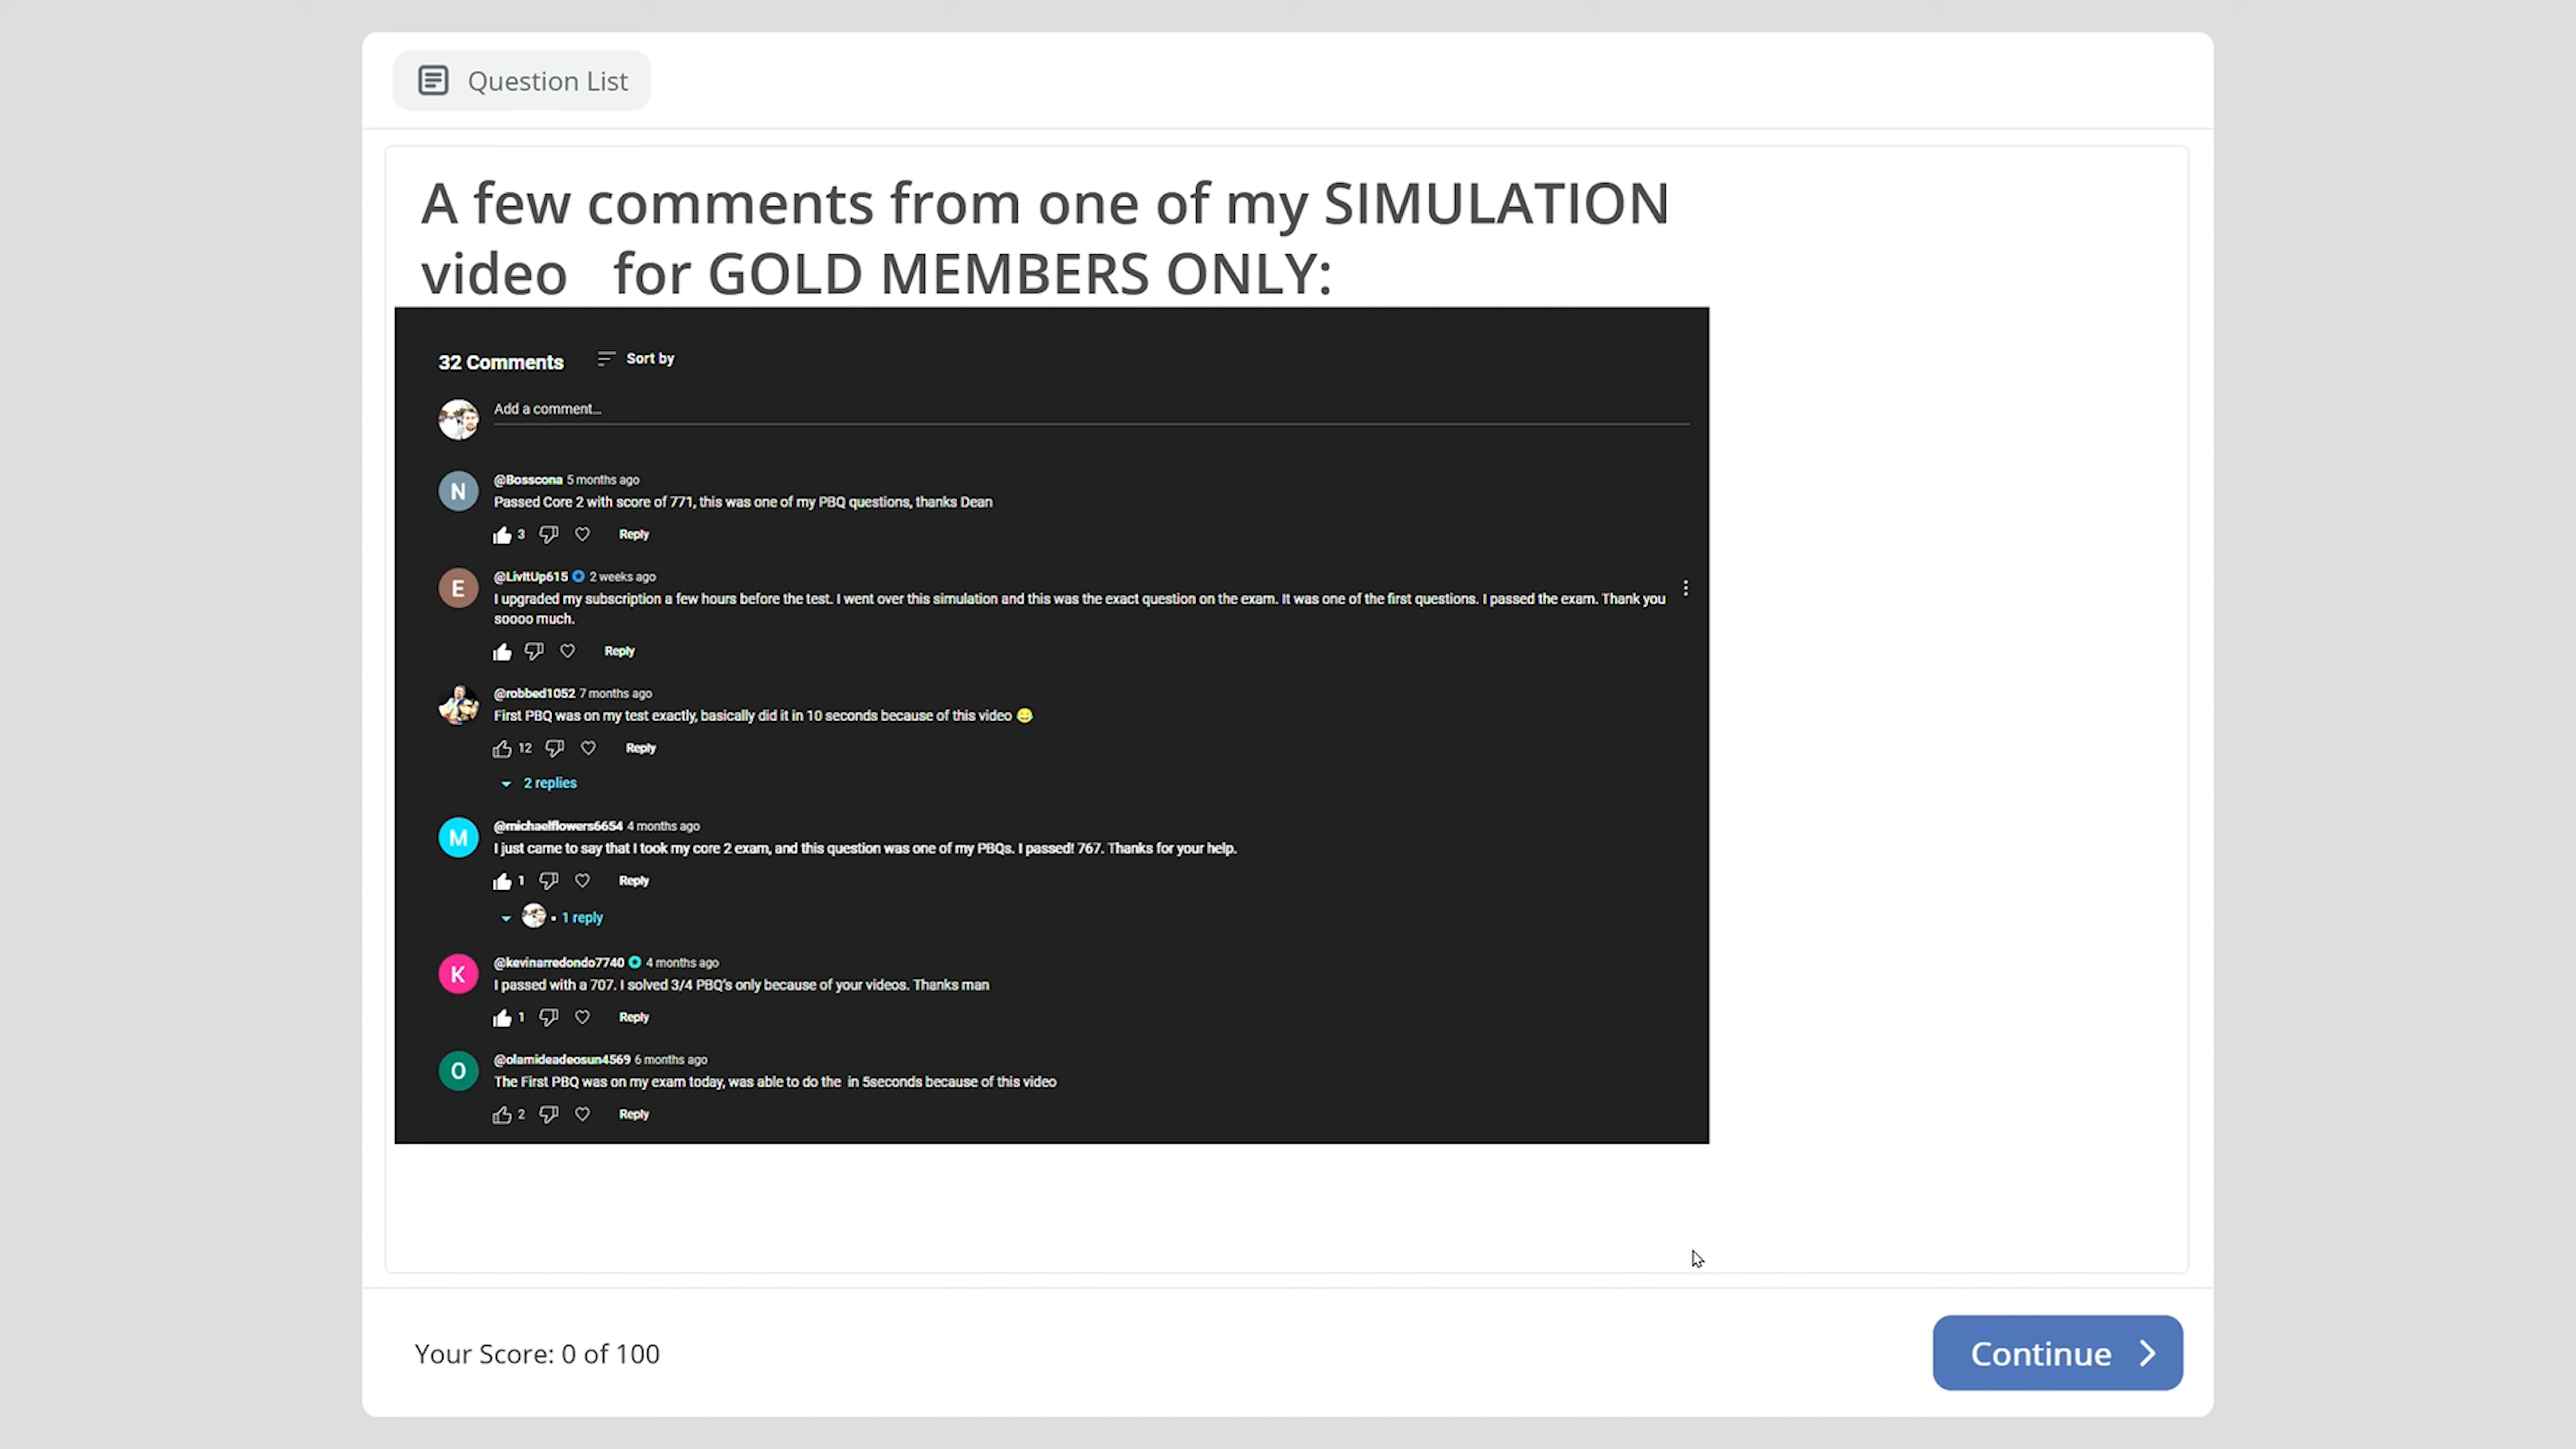 Question List
A few comments from one of my SIMULATION
video for GOLD MEMBERS ONLY:
32 Comments Sort by
Add a comment...
N @Bosscona 5 months ago
Passed Core 2 with score of 771, this was one of my PBQ questions, thanks Dean
3 Reply
E @LivItUp615 2 weeks ago
I upgraded my subscription a few hours before the test. I went over this simulation and this was the exact question on the exam. It was one of the first questions. I passed the exam. Thank you
soooo much.
Reply
@robbed1052 7 months ago
First PBQ was on my test exactly, basically did it in 10 seconds because of this video 😂
12 Reply
2 replies
M @michaelflowers6654 4 months ago
I just came to say that I took my core 2 exam, and this question was one of my PBQs. I passed! 767. Thanks for your help.
1 Reply
• 1 reply
K @kevinarredondo7740 4 months ago
I passed with a 707. I solved 3/4 PBQ's only because of your videos. Thanks man
1 Reply
O @olamideadeosun4569 6 months ago
The First PBQ was on my exam today, was able to do the in 5seconds because of this video
2 Reply
Your Score: 0 of 100
Continue